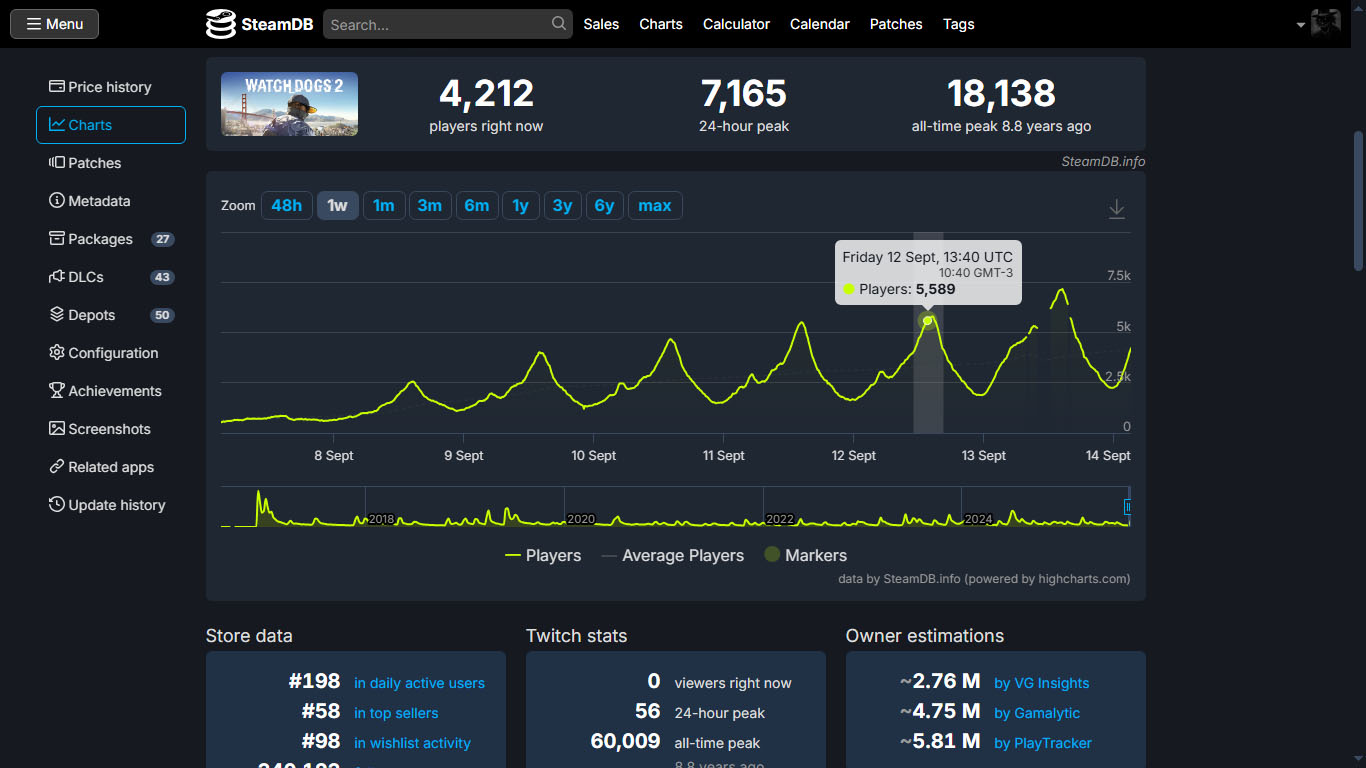 Menu
SteamDB
Search...
Sales
Charts
Calculator
Calendar
Patches
Tags
Price history
Charts
Patches
Metadata
Packages 27
DLCs 43
Depots 50
Configuration
Achievements
Screenshots
Related apps
Update history
WATCH DOGS 2
4,212
players right now
7,165
24-hour peak
18,138
all-time peak 8.8 years ago
SteamDB.info
Zoom 48h 1w 1m 3m 6m 1y 3y 6y max
Friday 12 Sept, 13:40 UTC
10:40 GMT-3
Players: 5,589
7.5k
5k
2.5k
0
8 Sept 9 Sept 10 Sept 11 Sept 12 Sept 13 Sept 14 Sept
2018 2020 2022 2024
Players Average Players Markers
data by SteamDB.info (powered by highcharts.com)
Store data
#198 in daily active users
#58 in top sellers
#98 in wishlist activity
Twitch stats
0 viewers right now
56 24-hour peak
60,009 all-time peak
8.8 years ago
Owner estimations
~2.76 M by VG Insights
~4.75 M by Gamalytic
~5.81 M by PlayTracker